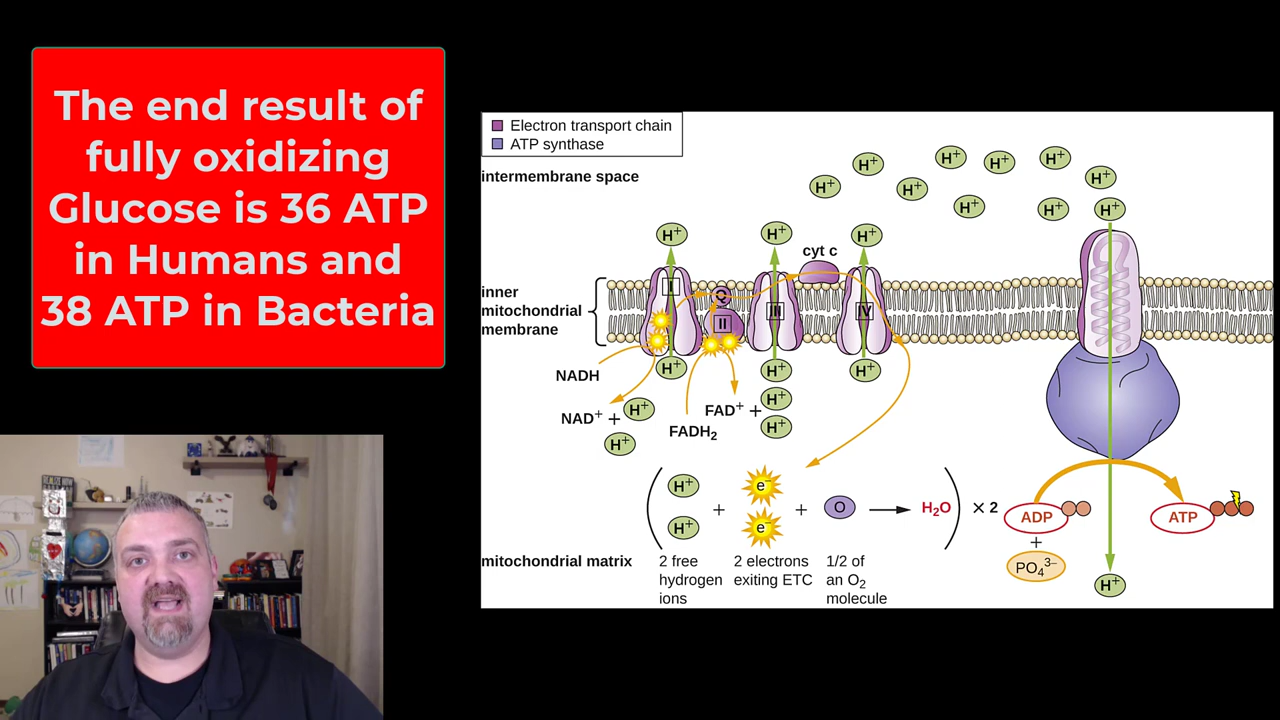 The end result of
fully oxidizing
Glucose is 36 ATP
in Humans and
38 ATP in Bacteria
Electron transport chain
ATP synthase
intermembrane space
H⁺ H⁺ H⁺ H⁺ H⁺ H⁺ H⁺ H⁺ H⁺ H⁺
H⁺ H⁺ H⁺
cyt c
inner
mitochondrial
membrane
I Q II III IV
H⁺ H⁺ H⁺
NADH
H⁺
NAD⁺ + H⁺
FAD⁺ + H⁺
FADH₂
H⁺
H⁺ + e⁻ + O → H₂O × 2
H⁺ e⁻
ADP ATP
+
PO₄³⁻
H⁺
mitochondrial matrix
2 free
hydrogen
ions
2 electrons
exiting ETC
1/2 of
an O₂
molecule